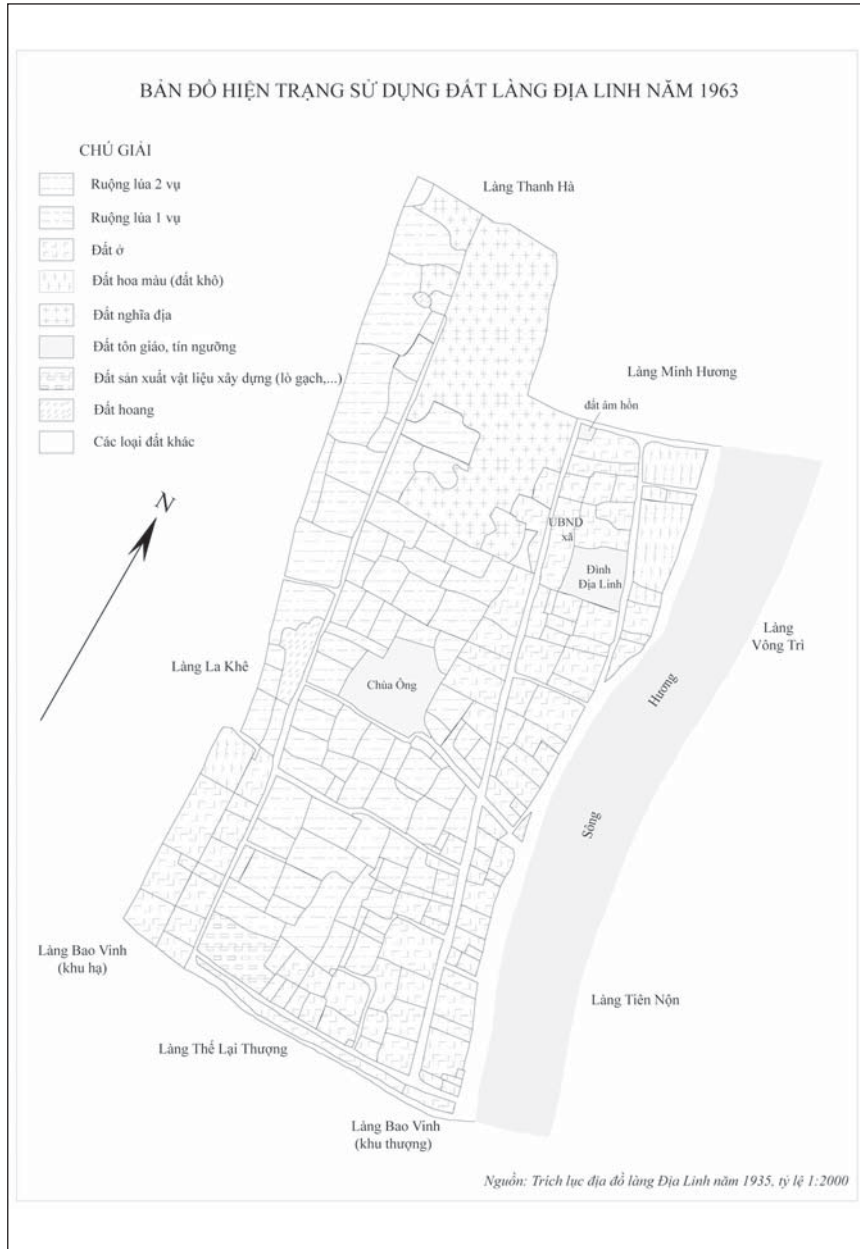 BẢN ĐỒ HIỆN TRẠNG SỬ DỤNG ĐẤT LÀNG ĐỊA LINH NĂM 1963
CHÚ GIẢI
Ruộng lúa 2 vụ
Ruộng lúa 1 vụ
Đất ở
Đất hoa màu (đất khô)
Đất nghĩa địa
Đất tôn giáo, tín ngưỡng
Đất sản xuất vật liệu xây dựng (lò gạch,...)
Đất hoang
Các loại đất khác
N
Làng Thanh Hà
Làng Minh Hương
đất âm hồn
UBND
xã
Đình
Địa Linh
Làng
Vông Trì
Làng La Khê
Chùa Ông
Hương
Sông
Làng Bao Vinh
(khu hạ)
Làng Tiên Nộn
Làng Thế Lại Thượng
Làng Bao Vinh
(khu thượng)
Nguồn: Trích lục địa đồ làng Địa Linh năm 1935, tỷ lệ 1:2000